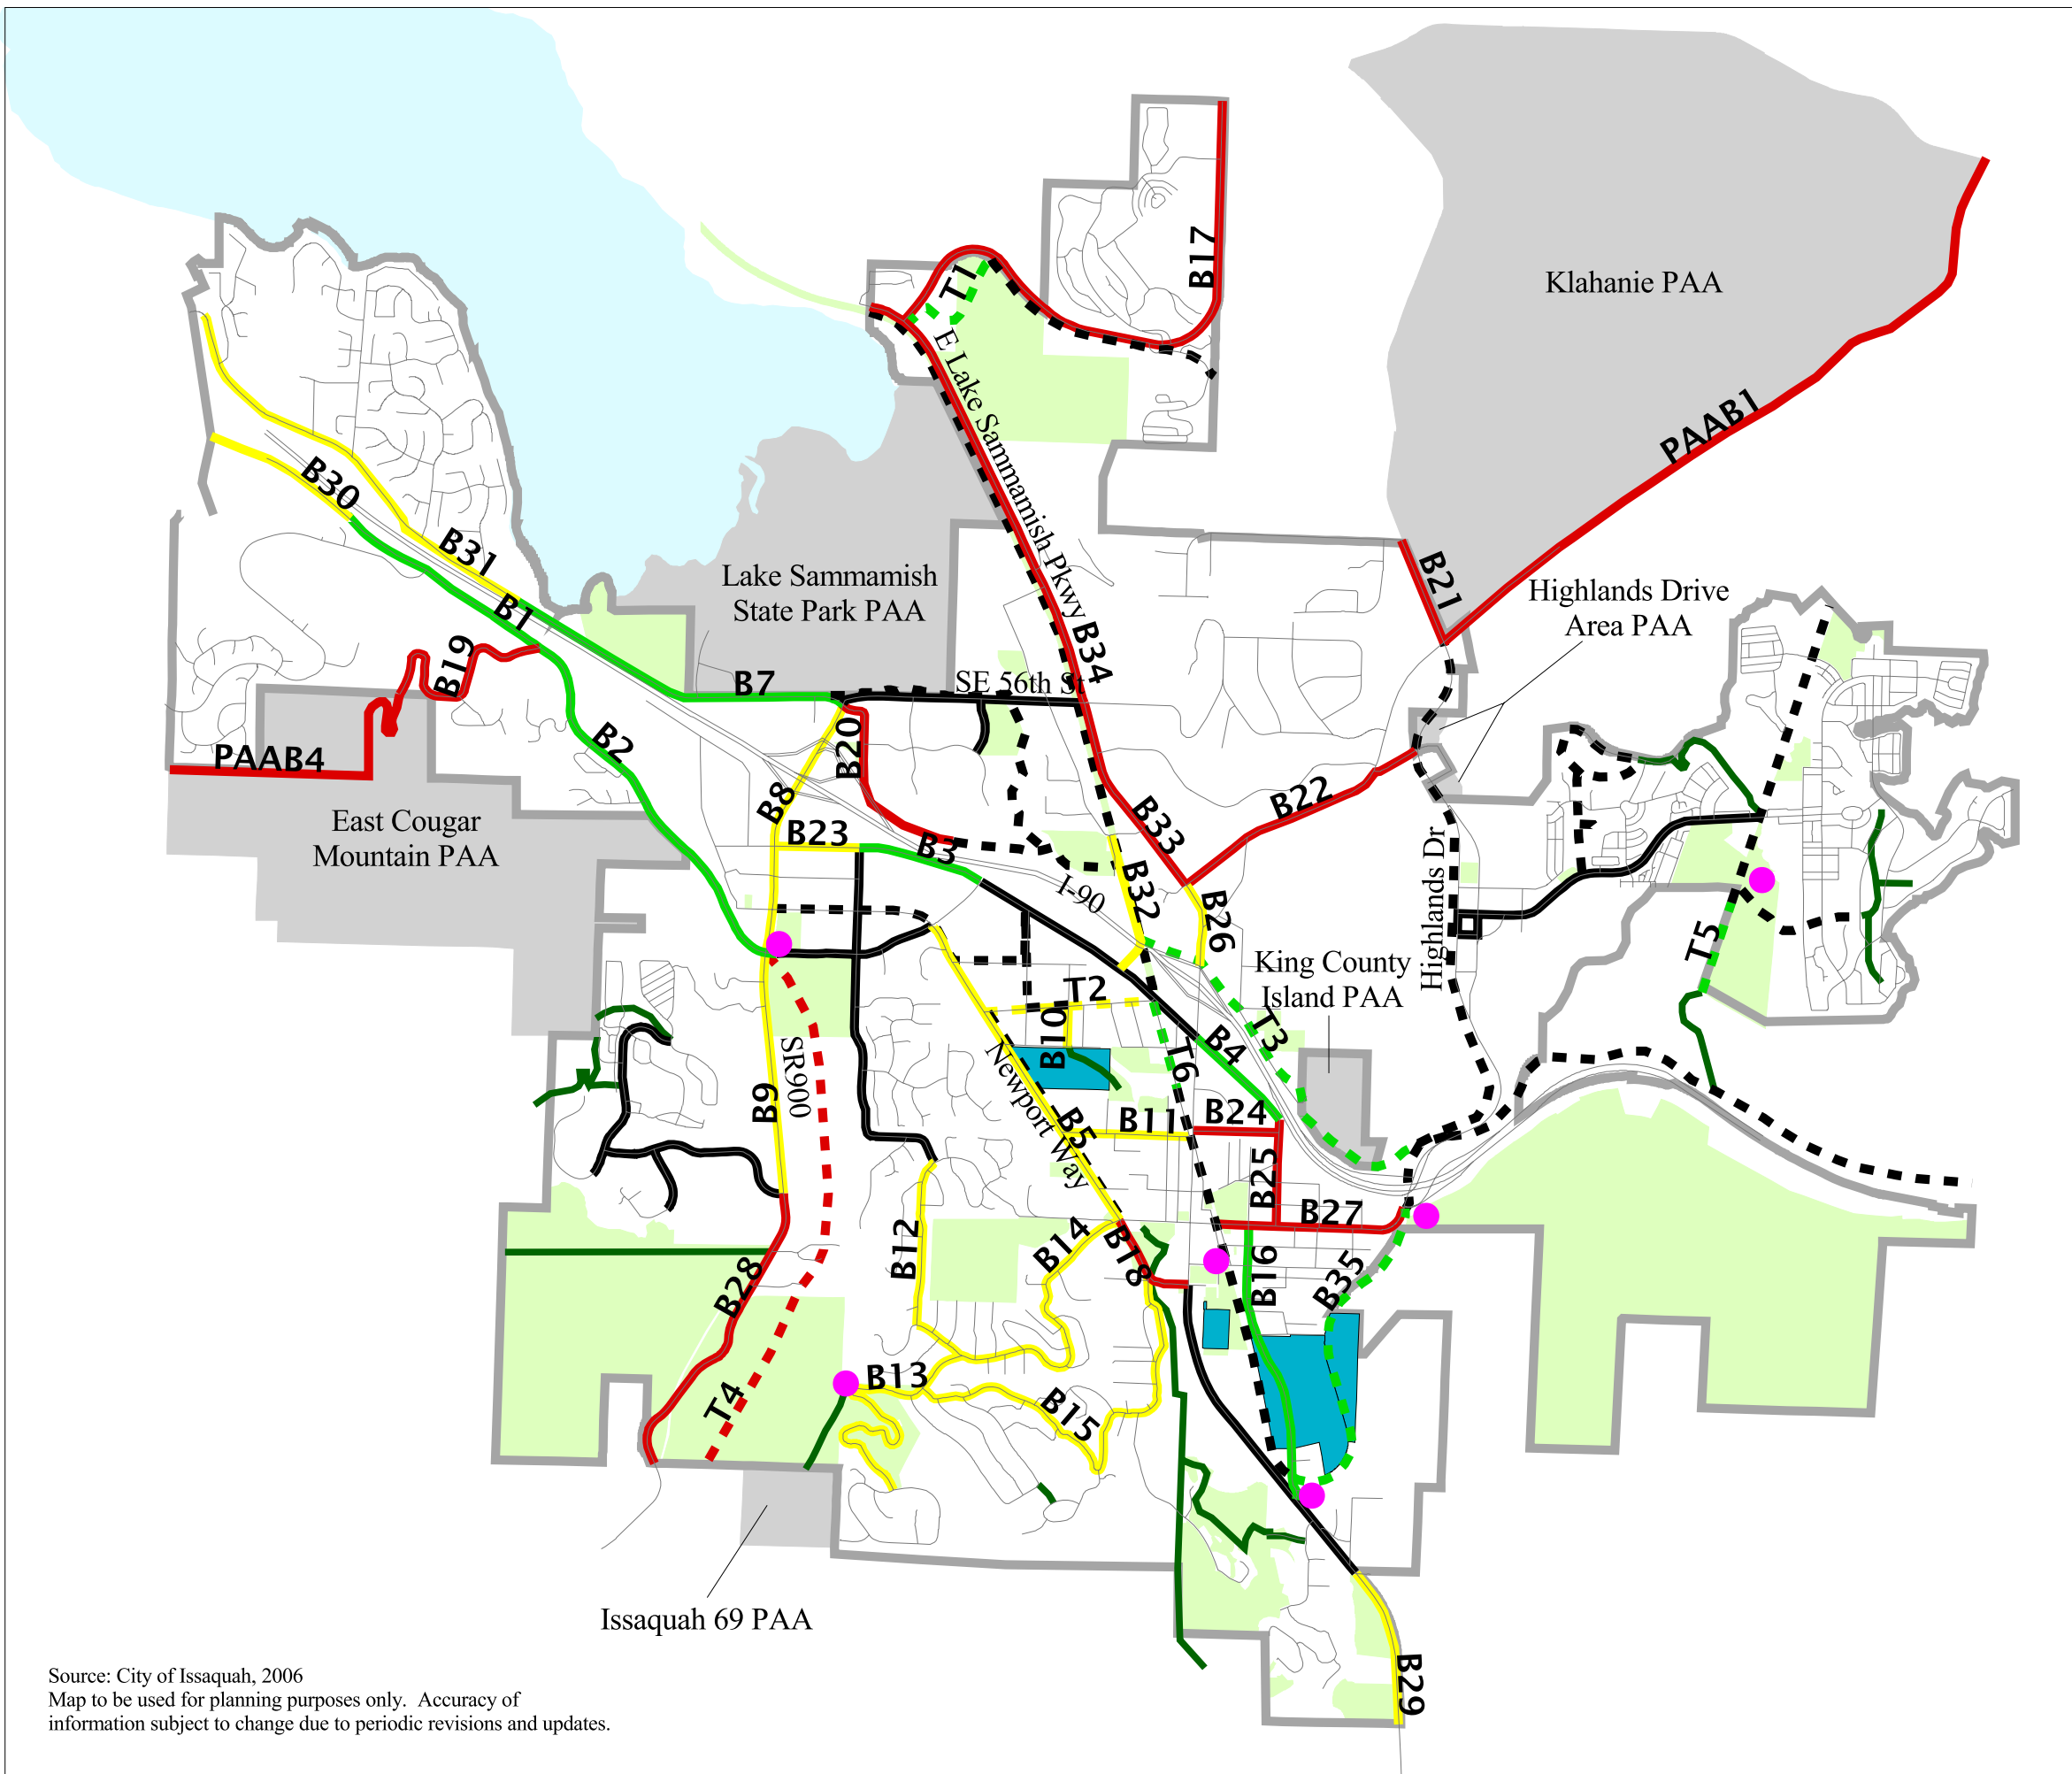 B17
T1
Klahanie PAA
E Lake Sammamish Pkwy
PAAB1
B30
B31
B21
Lake Sammamish
State Park PAA
Highlands Drive
Area PAA
B1
B19
B34
B7
SE 56th St
B2
B20
PAAB4
B8
B22
B33
East Cougar
Mountain PAA
B23
B3
I-90
B32
B26
Highlands Dr
T5
King County
Island PAA
T2
B10
T3
B4
T6
SR900
Newport Way
B9
B5
B11
B24
B25
B27
B12
B14
B18
B16
B35
B28
B13
T4
B15
Issaquah 69 PAA
B29
Source: City of Issaquah, 2006
Map to be used for planning purposes only.  Accuracy of
information subject to change due to periodic revisions and updates.